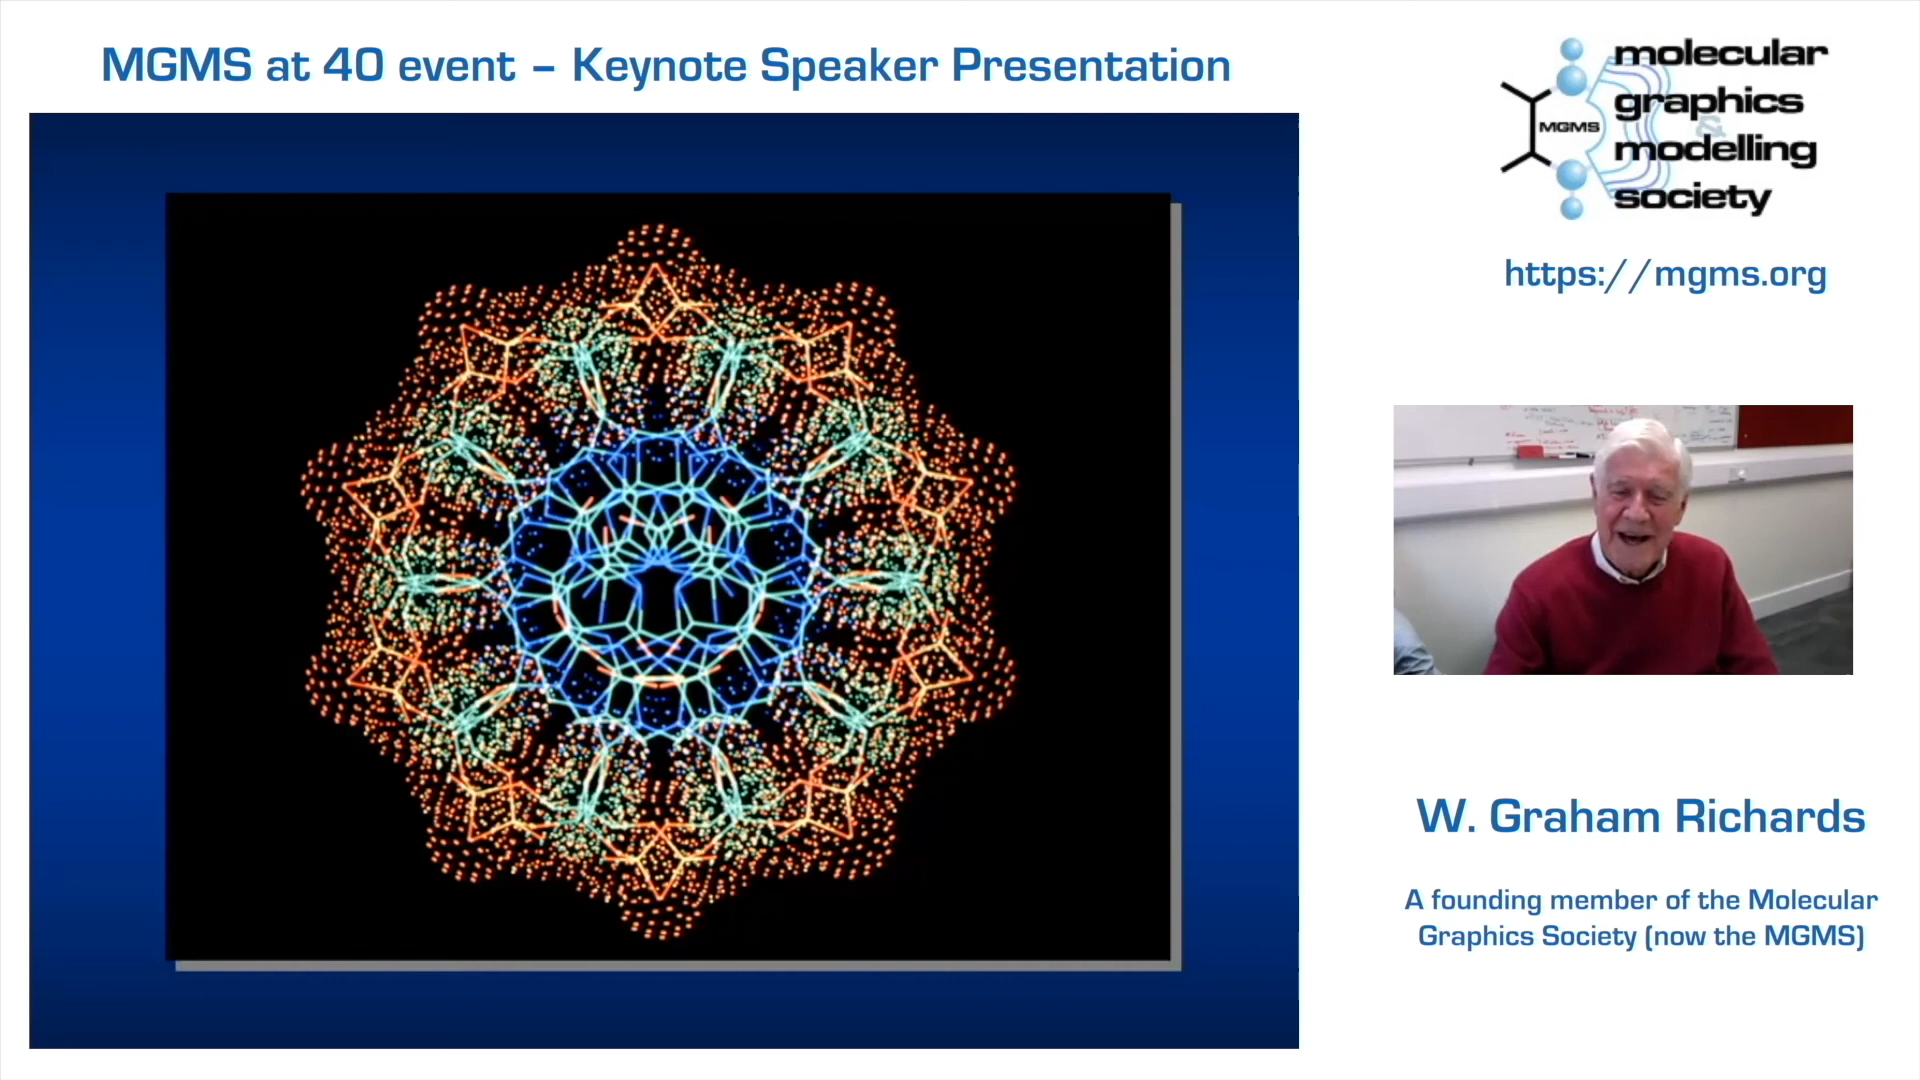 MGMS at 40 event – Keynote Speaker Presentation
molecular
graphics
&
modelling
society
MGMS
https://mgms.org
W. Graham Richards
A founding member of the Molecular
Graphics Society (now the MGMS)